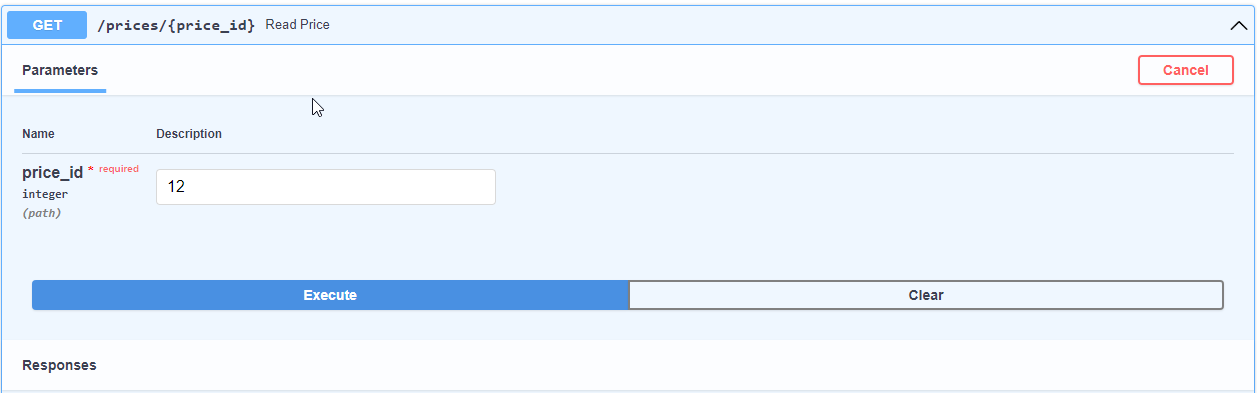 GET /prices/{price_id} Read Price
Parameters
Cancel
Name Description
price_id * required
integer
(path)
12
Execute Clear
Responses